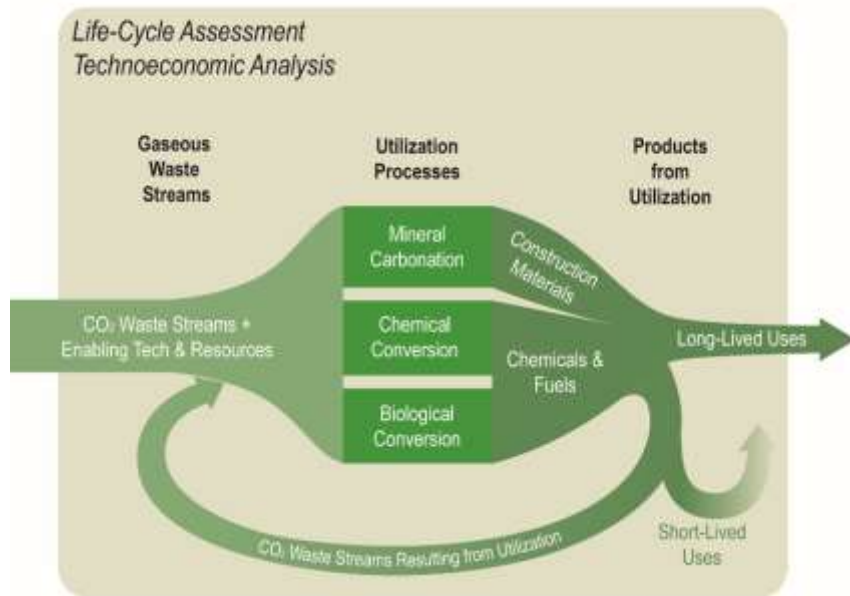 Life-Cycle Assessment
Technoeconomic Analysis
Gaseous
Waste
Streams
Utilization
Processes
Products
from
Utilization
Mineral
Carbonation
Construction
Materials
CO₂ Waste Streams +
Enabling Tech & Resources
Chemical
Conversion
Chemicals &
Fuels
Long-Lived Uses
Biological
Conversion
CO₂ Waste Streams Resulting from Utilization
Short-Lived
Uses